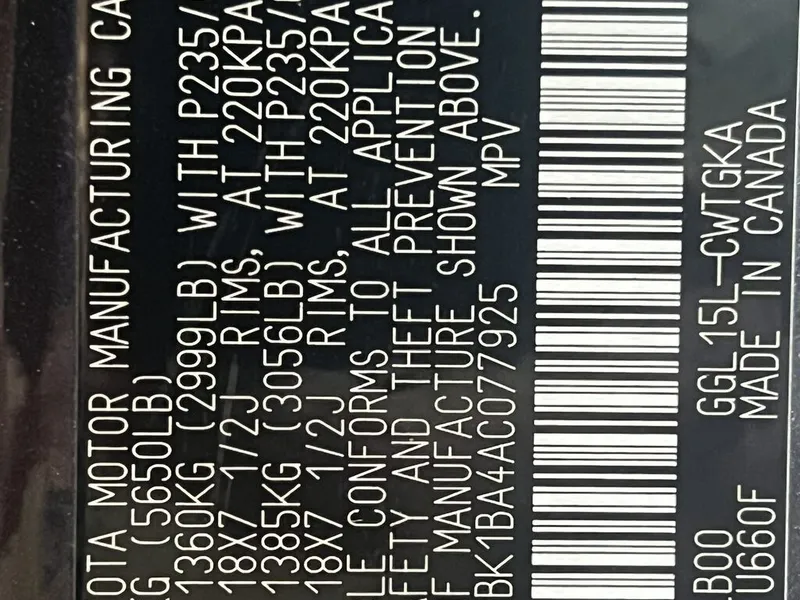 OTA MOTOR MANUFACTURING CA
KG (5650LB)
1360KG (2999LB) WITH P235/
18X7 1/2J RIMS, AT 220KPA
1385KG (3056LB) WITH P235/
18X7 1/2J RIMS, AT 220KPA
LE CONFORMS TO ALL APPLICA
FETY AND THEFT PREVENTION
F MANUFACTURE SHOWN ABOVE.
BK1BA4AC077925 MPV
LB00 GGL15L-CWTGKA
U660F MADE IN CANADA